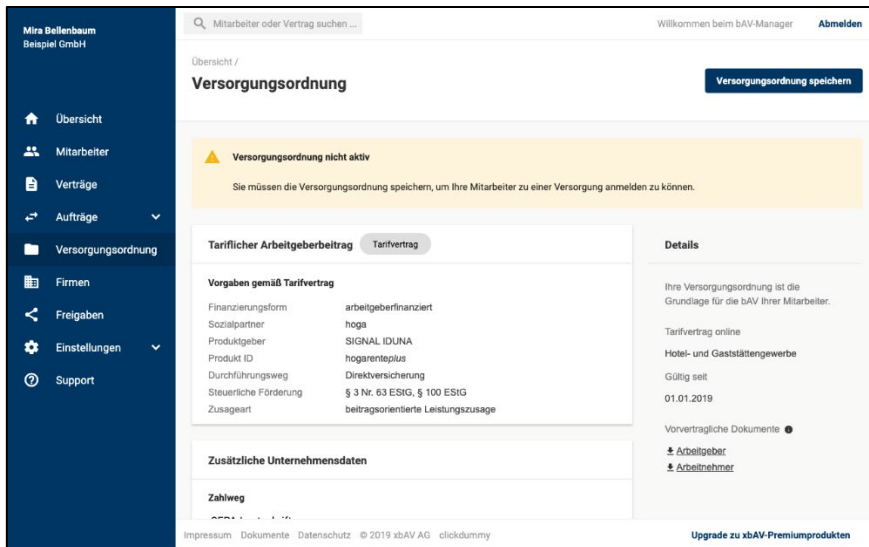 Mira Bellenbaum
Beispiel GmbH
Übersicht
Mitarbeiter
Verträge
Aufträge
Versorgungsordnung
Firmen
Freigaben
Einstellungen
Support
Mitarbeiter oder Vertrag suchen ...
Willkommen beim bAV-Manager Abmelden
Übersicht /
Versorgungsordnung
Versorgungsordnung speichern
Versorgungsordnung nicht aktiv
Sie müssen die Versorgungsordnung speichern, um Ihre Mitarbeiter zu einer Versorgung anmelden zu können.
Tariflicher Arbeitgeberbeitrag Tarifvertrag
Vorgaben gemäß Tarifvertrag
Finanzierungsform arbeitgeberfinanziert
Sozialpartner hoga
Produktgeber SIGNAL IDUNA
Produkt ID hogarenteplus
Durchführungsweg Direktversicherung
Steuerliche Förderung § 3 Nr. 63 EStG, § 100 EStG
Zusageart beitragsorientierte Leistungszusage
Zusätzliche Unternehmensdaten
Zahlweg
Details
Ihre Versorgungsordnung ist die
Grundlage für die bAV Ihrer Mitarbeiter.
Tarifvertrag online
Hotel- und Gaststättengewerbe
Gültig seit
01.01.2019
Vorvertragliche Dokumente
Arbeitgeber
Arbeitnehmer
Impressum Dokumente Datenschutz © 2019 xbAV AG clickdummy
Upgrade zu xbAV-Premiumprodukten